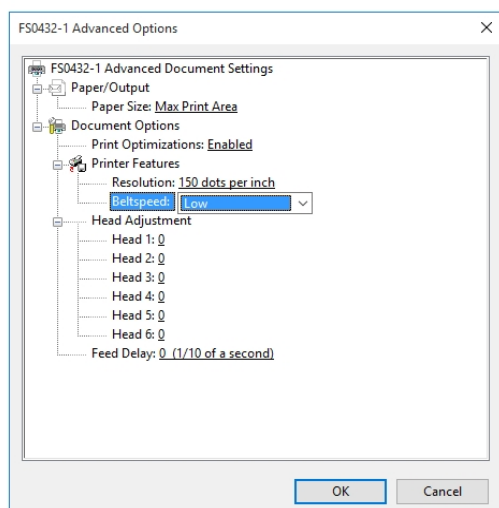 FS0432-1 Advanced Options
FS0432-1 Advanced Document Settings
Paper/Output
Paper Size: Max Print Area
Document Options
Print Optimizations: Enabled
Printer Features
Resolution: 150 dots per inch
Beltspeed: Low
Head Adjustment
Head 1: 0
Head 2: 0
Head 3: 0
Head 4: 0
Head 5: 0
Head 6: 0
Feed Delay: 0 (1/10 of a second)
OK Cancel